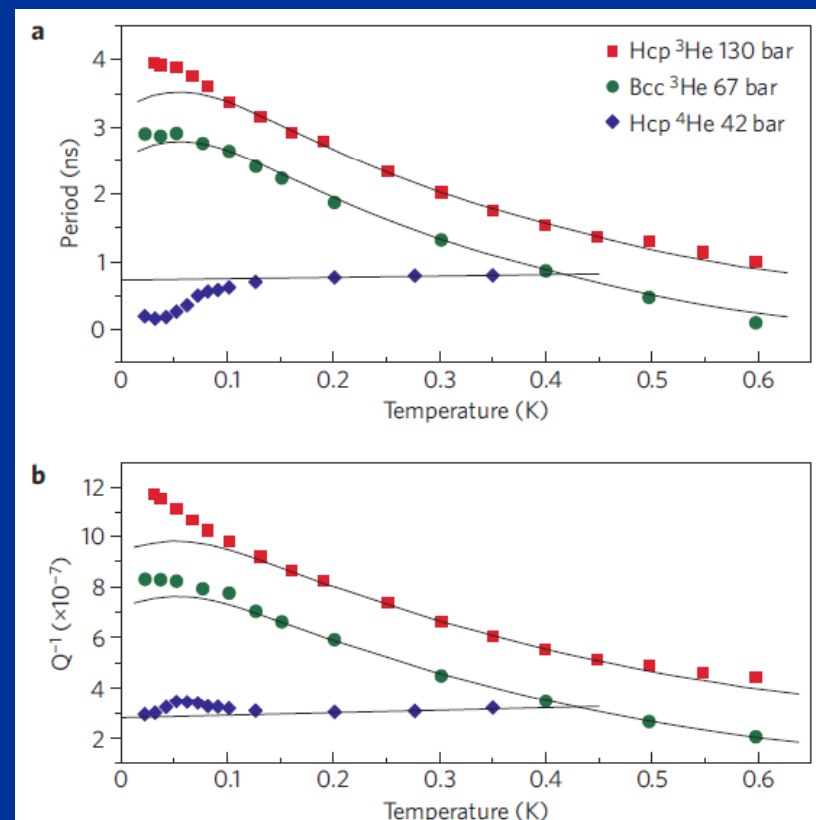 a
Hcp ³He 130 bar
Bcc ³He 67 bar
Hcp ⁴He 42 bar
Period (ns)
4
3
2
1
0
0 0.1 0.2 0.3 0.4 0.5 0.6
Temperature (K)
b
Q⁻¹ (×10⁻⁷)
12
10
8
6
4
2
0 0.1 0.2 0.3 0.4 0.5 0.6
Temperature (K)